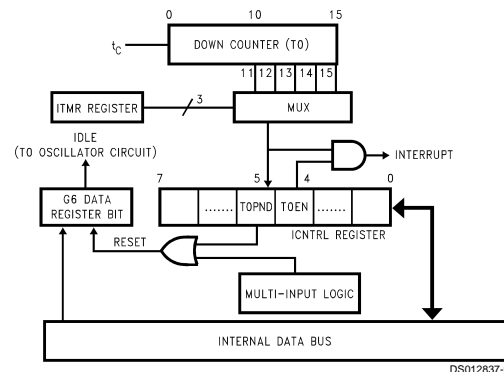 0 10 15
tC
DOWN COUNTER (T0)
11 12 13 14 15
ITMR REGISTER
3
MUX
IDLE
(TO OSCILLATOR CIRCUIT)
INTERRUPT
7 5 4 0
G6 DATA
REGISTER BIT
....... TOPND TOEN .......
RESET
ICNTRL REGISTER
MULTI-INPUT LOGIC
INTERNAL DATA BUS
DS012837-